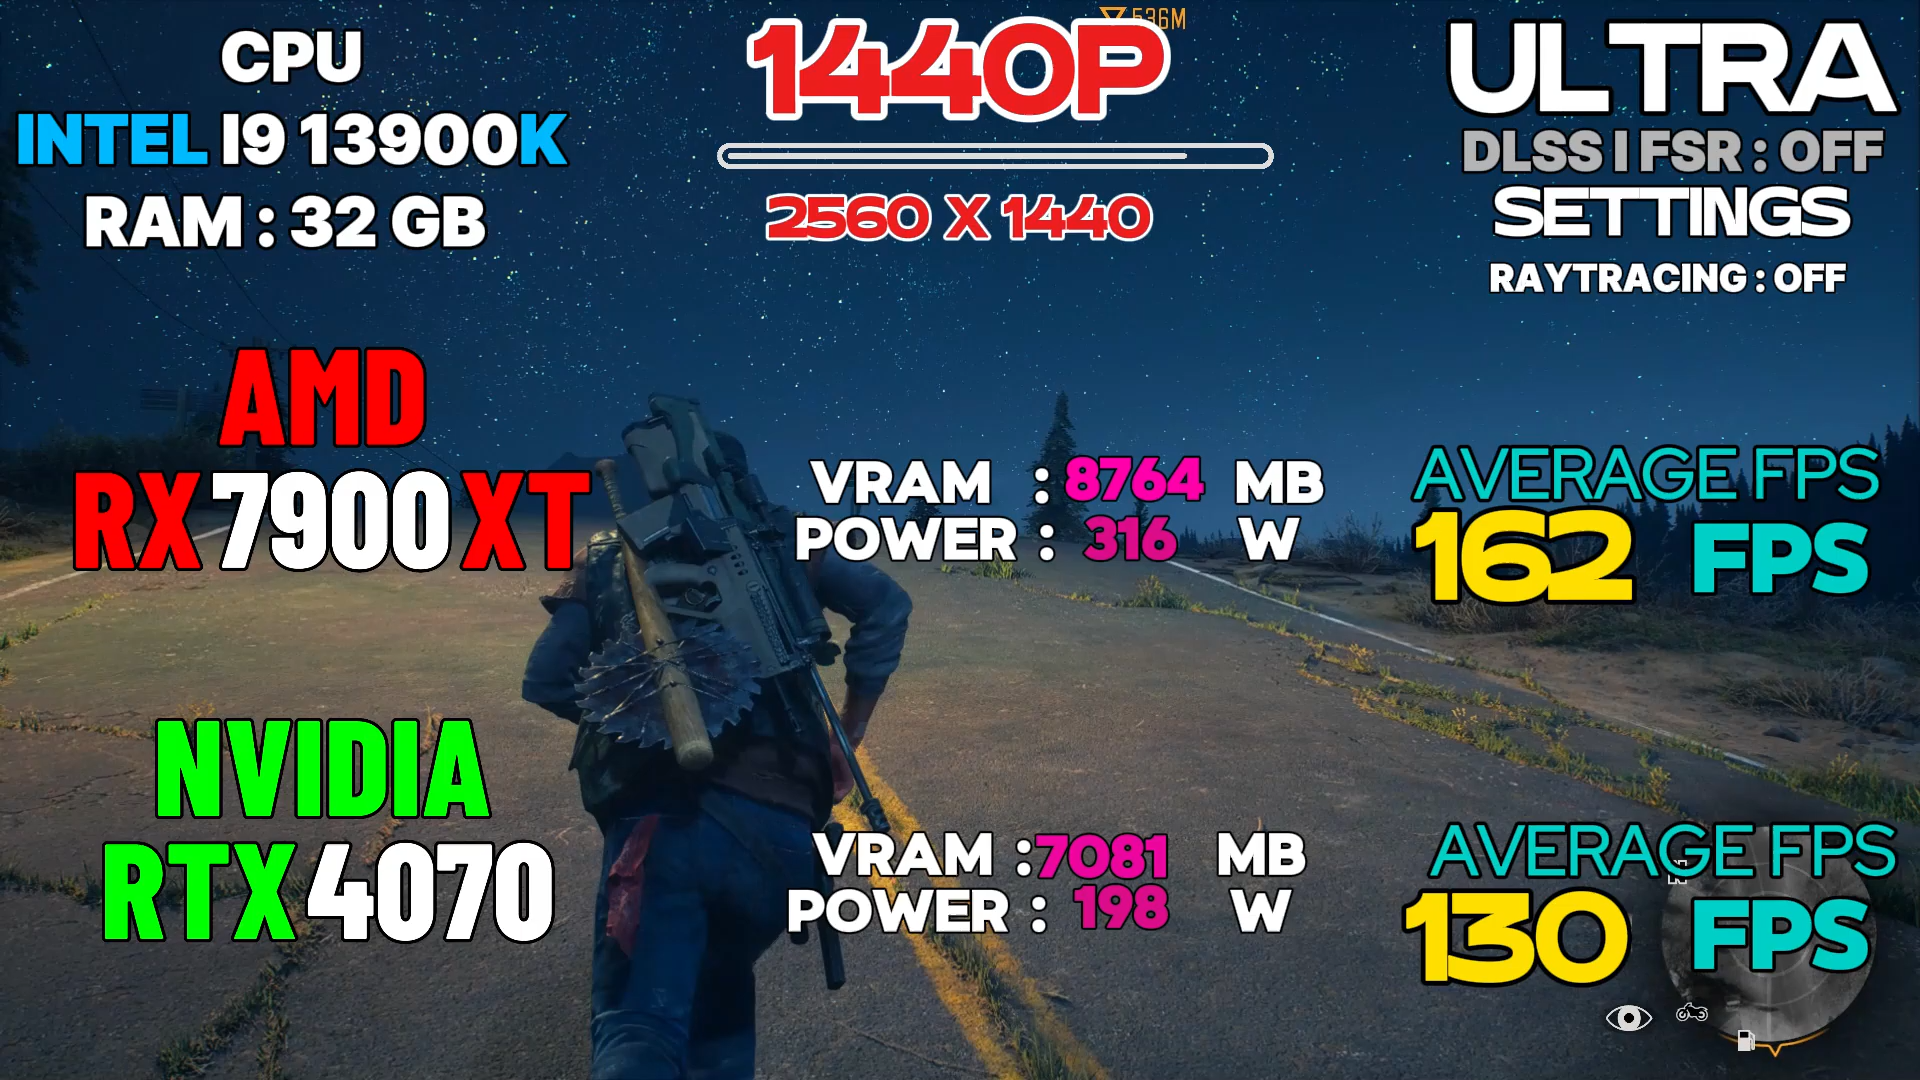 CPU
INTEL I9 13900K
RAM : 32 GB
536M
1440P
2560 X 1440
ULTRA
DLSS I FSR : OFF
SETTINGS
RAYTRACING : OFF
AMD
RX 7900 XT
VRAM : 8764 MB
POWER : 316 W
AVERAGE FPS
162 FPS
NVIDIA
RTX 4070
VRAM : 7081 MB
POWER : 198 W
AVERAGE FPS
130 FPS